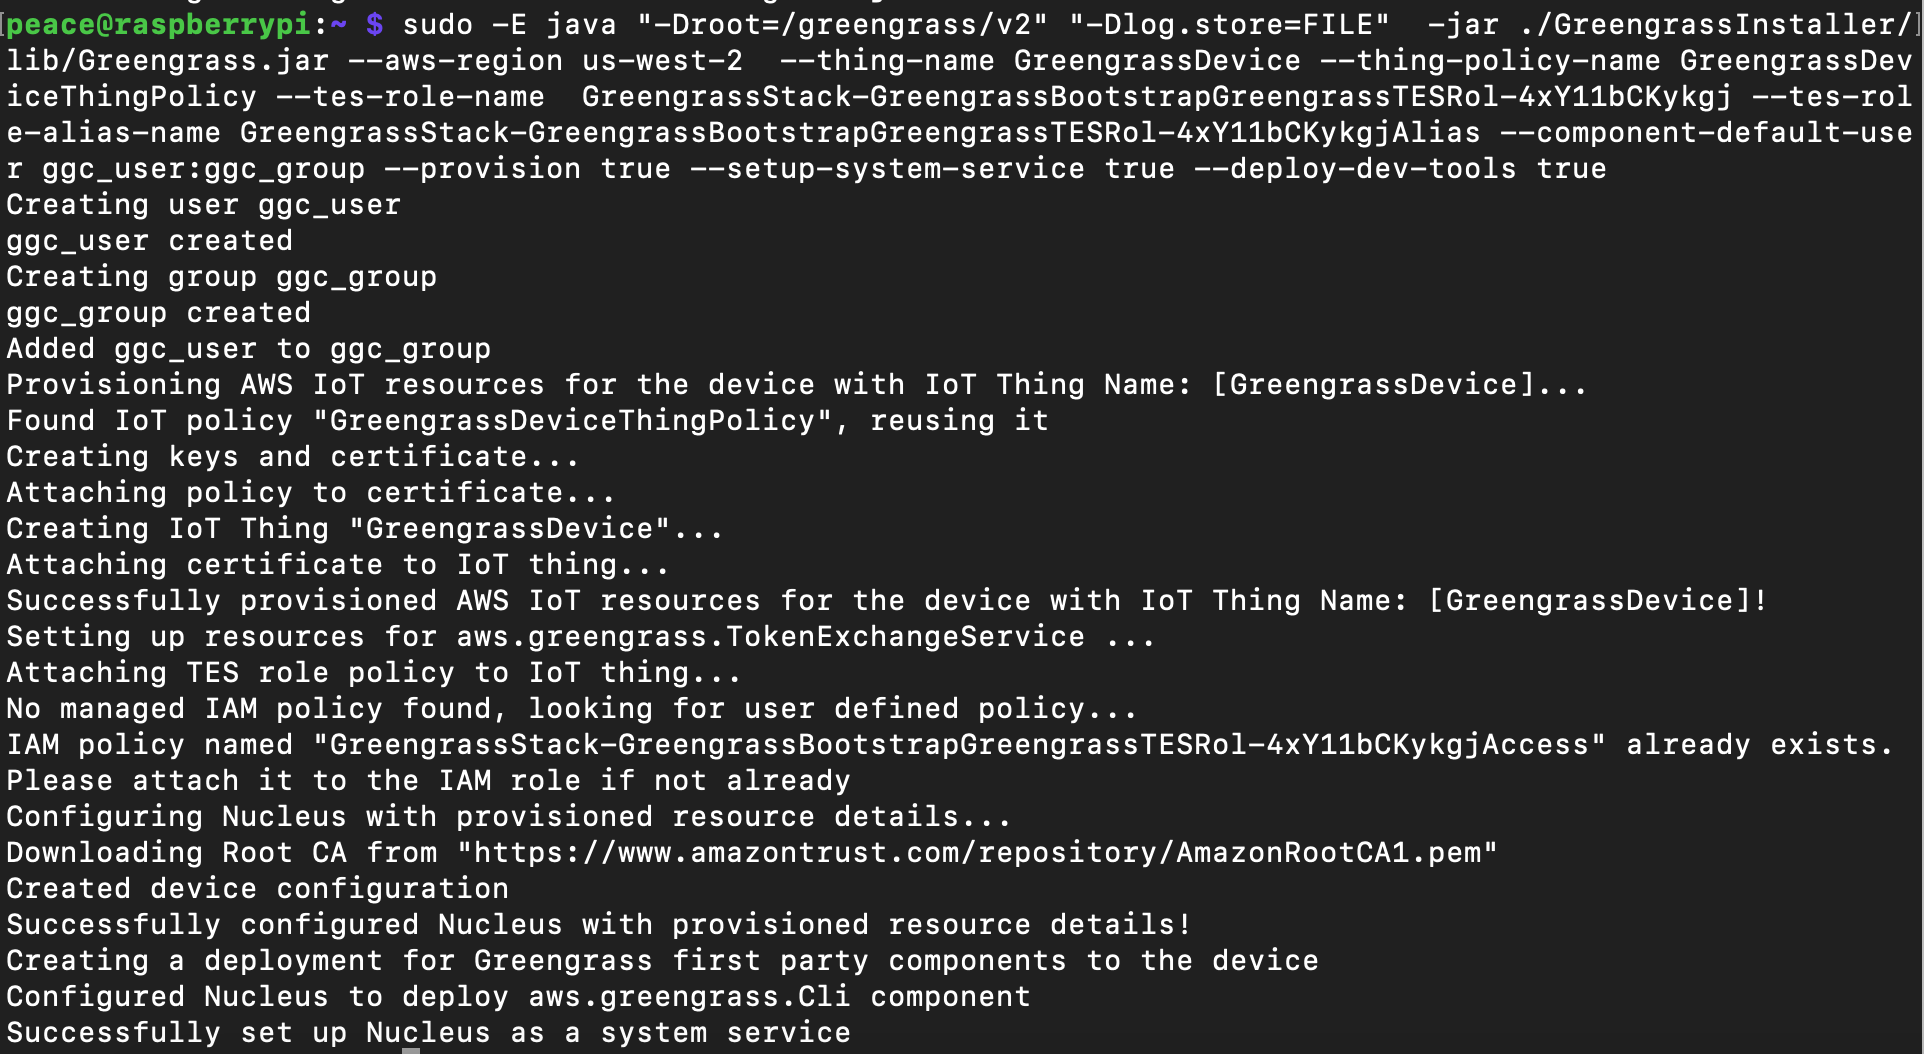 [peace@raspberrypi:~ $ sudo -E java "-Droot=/greengrass/v2" "-Dlog.store=FILE"  -jar ./GreengrassInstaller/]
lib/Greengrass.jar --aws-region us-west-2  --thing-name GreengrassDevice --thing-policy-name GreengrassDev
iceThingPolicy --tes-role-name  GreengrassStack-GreengrassBootstrapGreengrassTESRol-4xY11bCKykgj --tes-rol
e-alias-name GreengrassStack-GreengrassBootstrapGreengrassTESRol-4xY11bCKykgjAlias --component-default-use
r ggc_user:ggc_group --provision true --setup-system-service true --deploy-dev-tools true
Creating user ggc_user
ggc_user created
Creating group ggc_group
ggc_group created
Added ggc_user to ggc_group
Provisioning AWS IoT resources for the device with IoT Thing Name: [GreengrassDevice]...
Found IoT policy "GreengrassDeviceThingPolicy", reusing it
Creating keys and certificate...
Attaching policy to certificate...
Creating IoT Thing "GreengrassDevice"...
Attaching certificate to IoT thing...
Successfully provisioned AWS IoT resources for the device with IoT Thing Name: [GreengrassDevice]!
Setting up resources for aws.greengrass.TokenExchangeService ...
Attaching TES role policy to IoT thing...
No managed IAM policy found, looking for user defined policy...
IAM policy named "GreengrassStack-GreengrassBootstrapGreengrassTESRol-4xY11bCKykgjAccess" already exists.
Please attach it to the IAM role if not already
Configuring Nucleus with provisioned resource details...
Downloading Root CA from "https://www.amazontrust.com/repository/AmazonRootCA1.pem"
Created device configuration
Successfully configured Nucleus with provisioned resource details!
Creating a deployment for Greengrass first party components to the device
Configured Nucleus to deploy aws.greengrass.Cli component
Successfully set up Nucleus as a system service